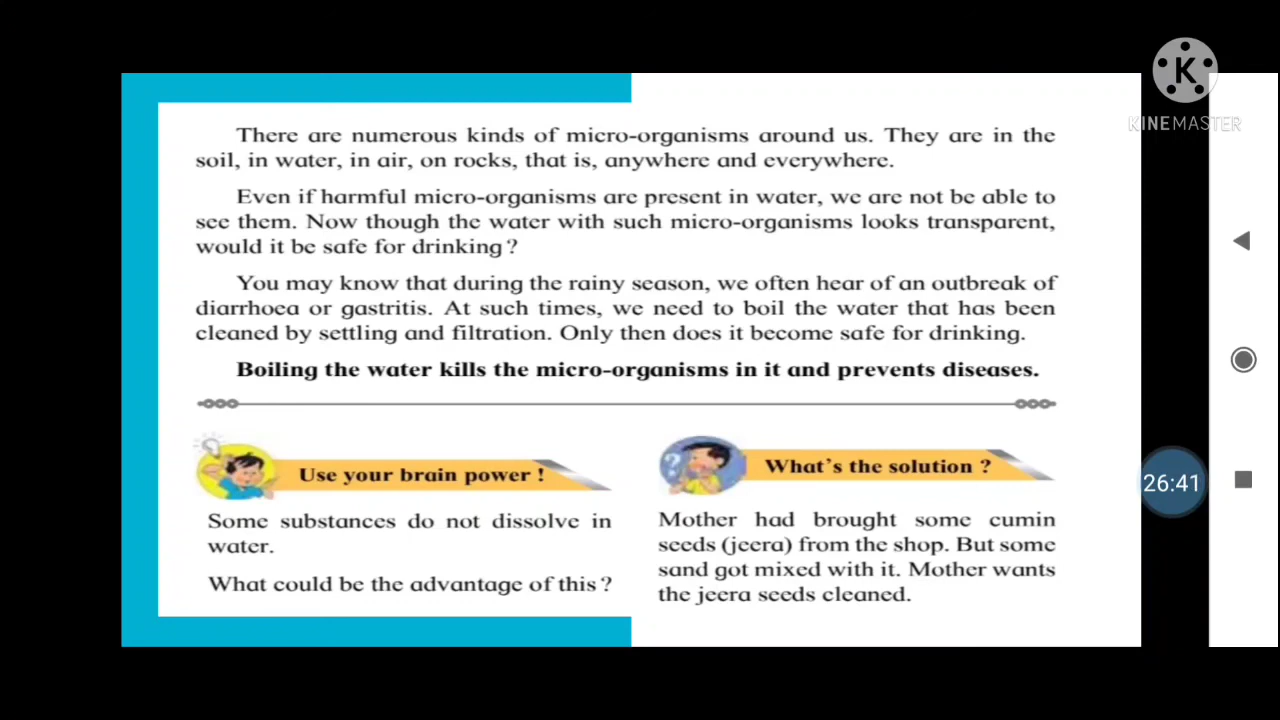 There are numerous kinds of micro-organisms around us. They are in the
soil, in water, in air, on rocks, that is, anywhere and everywhere.
Even if harmful micro-organisms are present in water, we are not be able to
see them. Now though the water with such micro-organisms looks transparent,
would it be safe for drinking ?
You may know that during the rainy season, we often hear of an outbreak of
diarrhoea or gastritis. At such times, we need to boil the water that has been
cleaned by settling and filtration. Only then does it become safe for drinking.
Boiling the water kills the micro-organisms in it and prevents diseases.
Use your brain power !
Some substances do not dissolve in
water.
What could be the advantage of this ?
What's the solution ?
Mother had brought some cumin
seeds (jeera) from the shop. But some
sand got mixed with it. Mother wants
the jeera seeds cleaned.
K
KINEMASTER
26:41